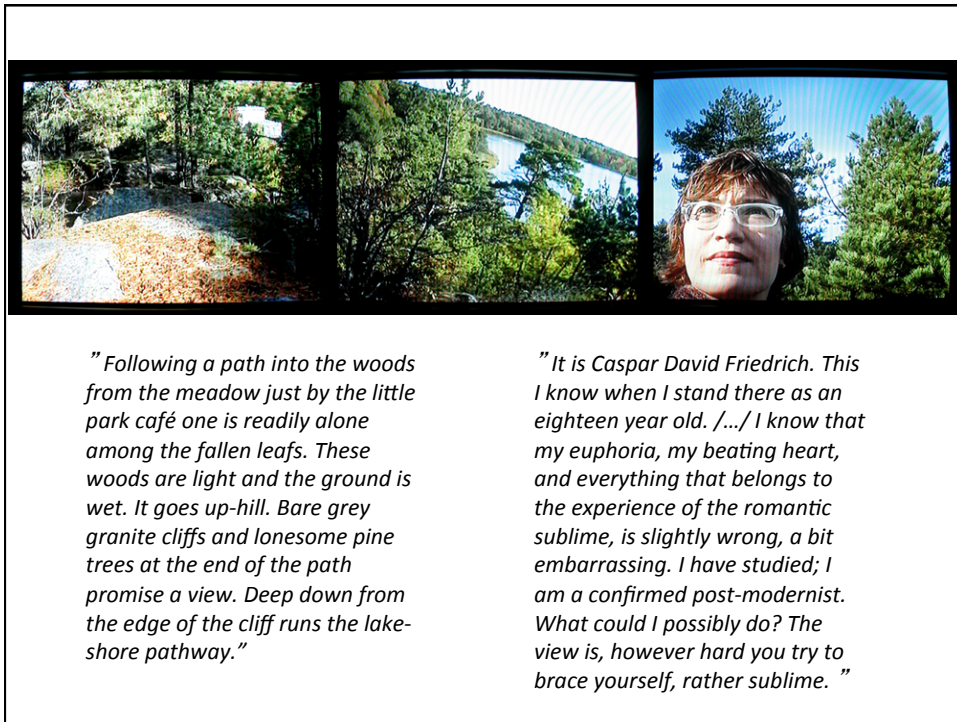 ”Following a path into the woods
from the meadow just by the little
park café one is readily alone
among the fallen leafs. These
woods are light and the ground is
wet. It goes up-hill. Bare grey
granite cliffs and lonesome pine
trees at the end of the path
promise a view. Deep down from
the edge of the cliff runs the lake-
shore pathway.”
”It is Caspar David Friedrich. This
I know when I stand there as an
eighteen year old. /…/ I know that
my euphoria, my beating heart,
and everything that belongs to
the experience of the romantic
sublime, is slightly wrong, a bit
embarrassing. I have studied; I
am a confirmed post-modernist.
What could I possibly do? The
view is, however hard you try to
brace yourself, rather sublime. ”